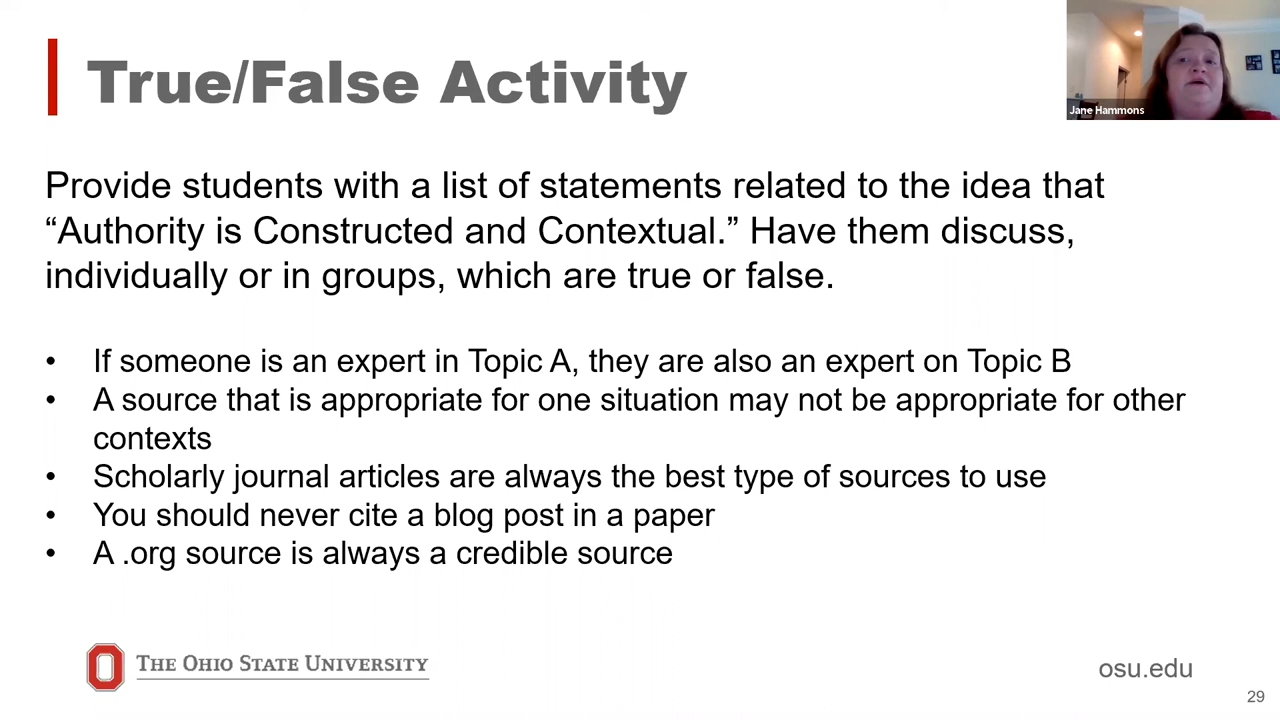 True/False Activity
Jane Hammons
Provide students with a list of statements related to the idea that
“Authority is Constructed and Contextual.” Have them discuss,
individually or in groups, which are true or false.
• If someone is an expert in Topic A, they are also an expert on Topic B
• A source that is appropriate for one situation may not be appropriate for other
contexts
• Scholarly journal articles are always the best type of sources to use
• You should never cite a blog post in a paper
• A .org source is always a credible source
THE OHIO STATE UNIVERSITY
osu.edu
29